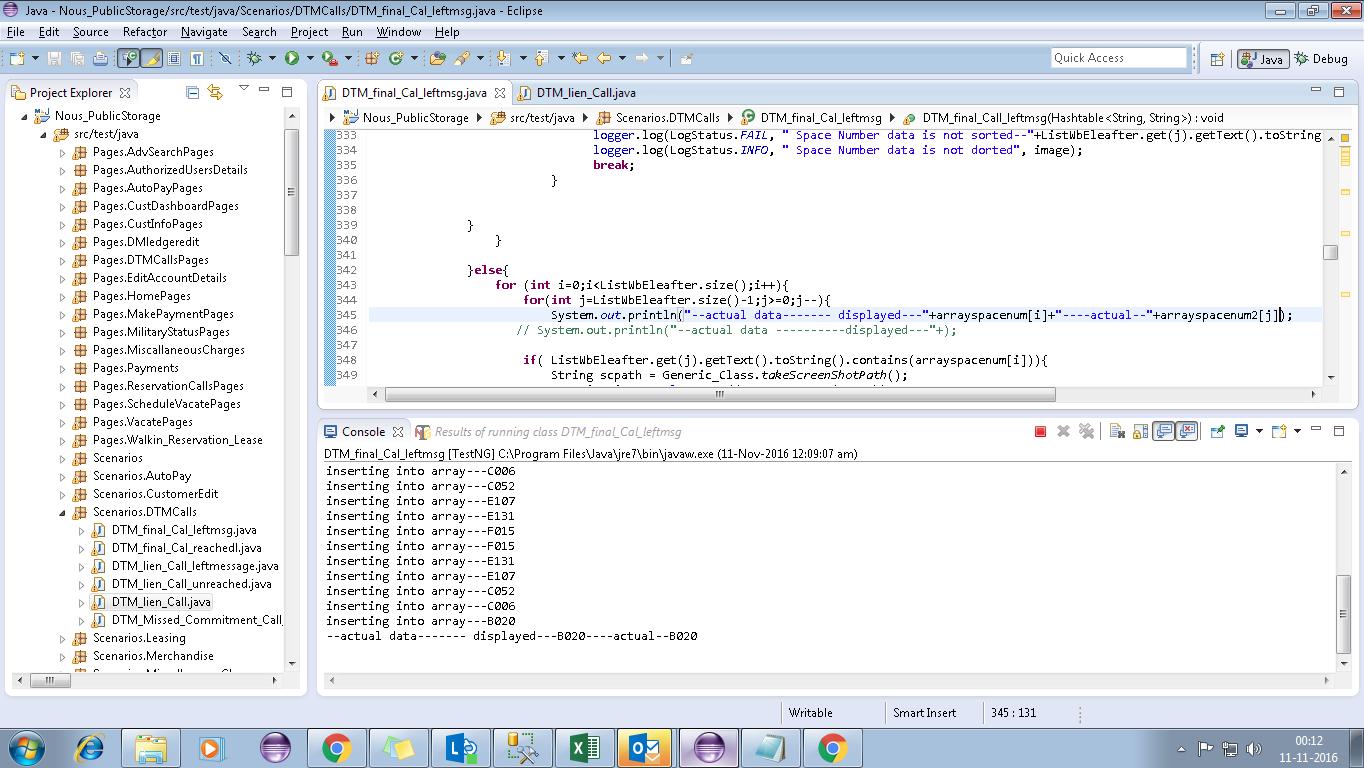 Java - Nous_PublicStorage/src/test/java/Scenarios/DTMCalls/DTM_final_Cal_leftmsg.java - Eclipse
File Edit Source Refactor Navigate Search Project Run Window Help
Quick Access
Java
Debug
Project Explorer
Nous_PublicStorage
src/test/java
Pages.AdvSearchPages
Pages.AuthorizedUsersDetails
Pages.AutoPayPages
Pages.CustDashboardPages
Pages.CustInfoPages
Pages.DMledgeredit
Pages.DTMCallsPages
Pages.EditAccountDetails
Pages.HomePages
Pages.MakePaymentPages
Pages.MilitaryStatusPages
Pages.MiscallaneousCharges
Pages.Payments
Pages.ReservationCallsPages
Pages.ScheduleVacatePages
Pages.VacatePages
Pages.Walkin_Reservation_Lease
Scenarios
Scenarios.AutoPay
Scenarios.CustomerEdit
Scenarios.DTMCalls
DTM_final_Cal_leftmsg.java
DTM_final_Cal_reachedl.java
DTM_lien_Call_leftmessage.java
DTM_lien_Call_unreached.java
DTM_lien_Call.java
DTM_Missed_Commitment_Call_
Scenarios.Leasing
Scenarios.Merchandise
DTM_final_Cal_leftmsg.java
DTM_lien_Call.java
Nous_PublicStorage src/test/java Scenarios.DTMCalls DTM_final_Cal_leftmsg DTM_final_Call_leftmsg(Hashtable<String, String>) : void
333 logger.log(LogStatus.FAIL, " Space Number data is not sorted--"+ListWbEleafter.get(j).getText().toString
334 logger.log(LogStatus.INFO, " Space Number data is not dorted", image);
335 break;
336 }
337
338
339 }
340 }
341
342 }else{
343 for (int i=0;i<ListWbEleafter.size();i++){
344 for(int j=ListWbEleafter.size()-1;j>=0;j--){
345 System.out.println("--actual data------- displayed---"+arrayspacenum[i]+"----actual--"+arrayspacenum2[j]);
346 // System.out.println("--actual data ----------displayed---"+);
347
348 if( ListWbEleafter.get(j).getText().toString().contains(arrayspacenum[i])){
349 String scpath = Generic_Class.takeScreenShotPath();
Console
Results of running class DTM_final_Cal_leftmsg
DTM_final_Cal_leftmsg [TestNG] C:\Program Files\Java\jre7\bin\javaw.exe (11-Nov-2016 12:09:07 am)
inserting into array---C006
inserting into array---C052
inserting into array---E107
inserting into array---E131
inserting into array---F015
inserting into array---F015
inserting into array---E131
inserting into array---E107
inserting into array---C052
inserting into array---C006
inserting into array---B020
--actual data------- displayed---B020----actual--B020
Writable
Smart Insert
345 : 131
00:12
11-11-2016